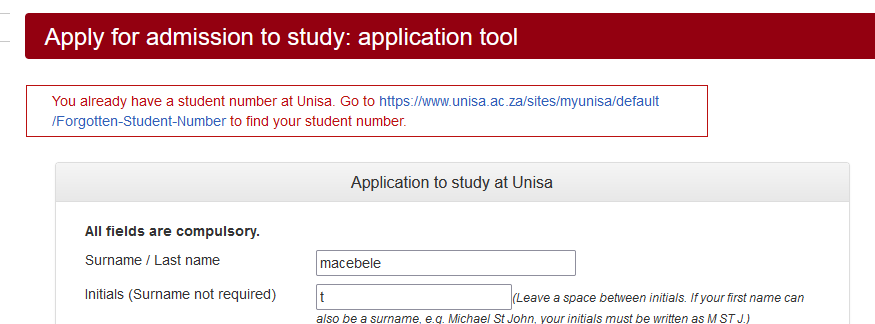 Apply for admission to study: application tool
You already have a student number at Unisa. Go to https://www.unisa.ac.za/sites/myunisa/default
/Forgotten-Student-Number to find your student number.
Application to study at Unisa
All fields are compulsory.
Surname / Last name macebele
Initials (Surname not required) t (Leave a space between initials. If your first name can
also be a surname, e.g. Michael St John, your initials must be written as M ST J.)